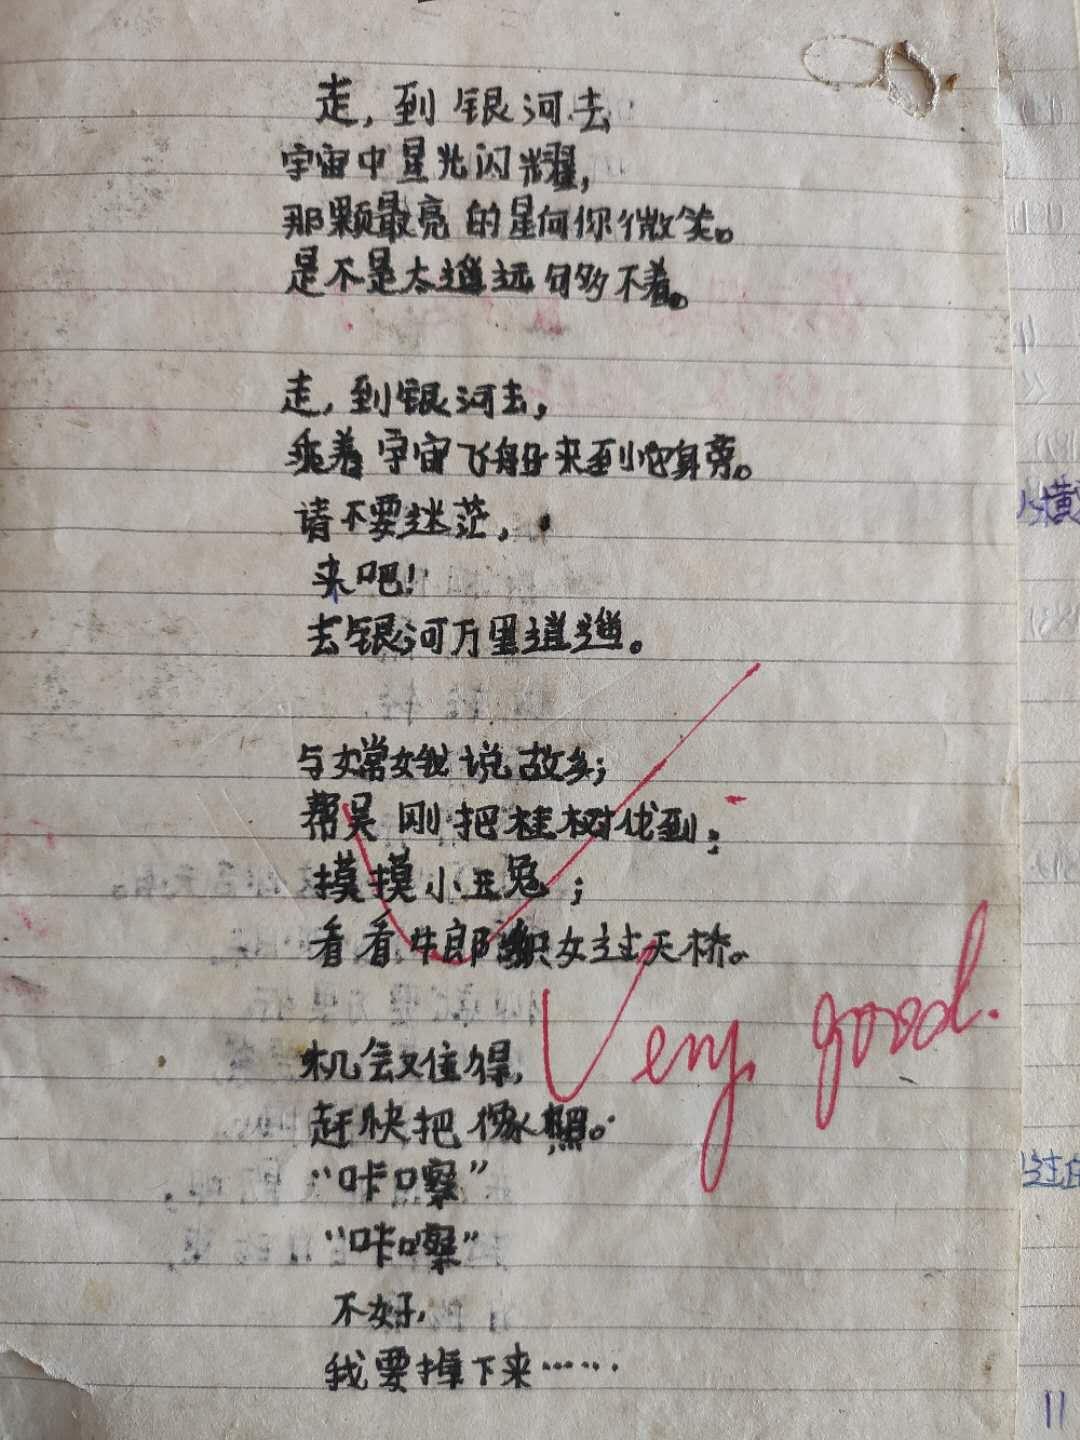 走,到银河去
宇宙中星光闪耀,
那颗最亮的星向你微笑。
是不是太遥远够不着。
走,到银河去,
乘着宇宙飞船来到它身旁。
请不要迷茫,
来吧!
去银河万里逍遥。
与嫦娥说故乡;
帮吴刚把桂树伐到;
摸摸小玉兔;
看看牛郎织女过天桥。
Very good.
机会难得,
赶快把像照。
“咔嚓”
“咔嚓”
不好,
我要掉下来……
11